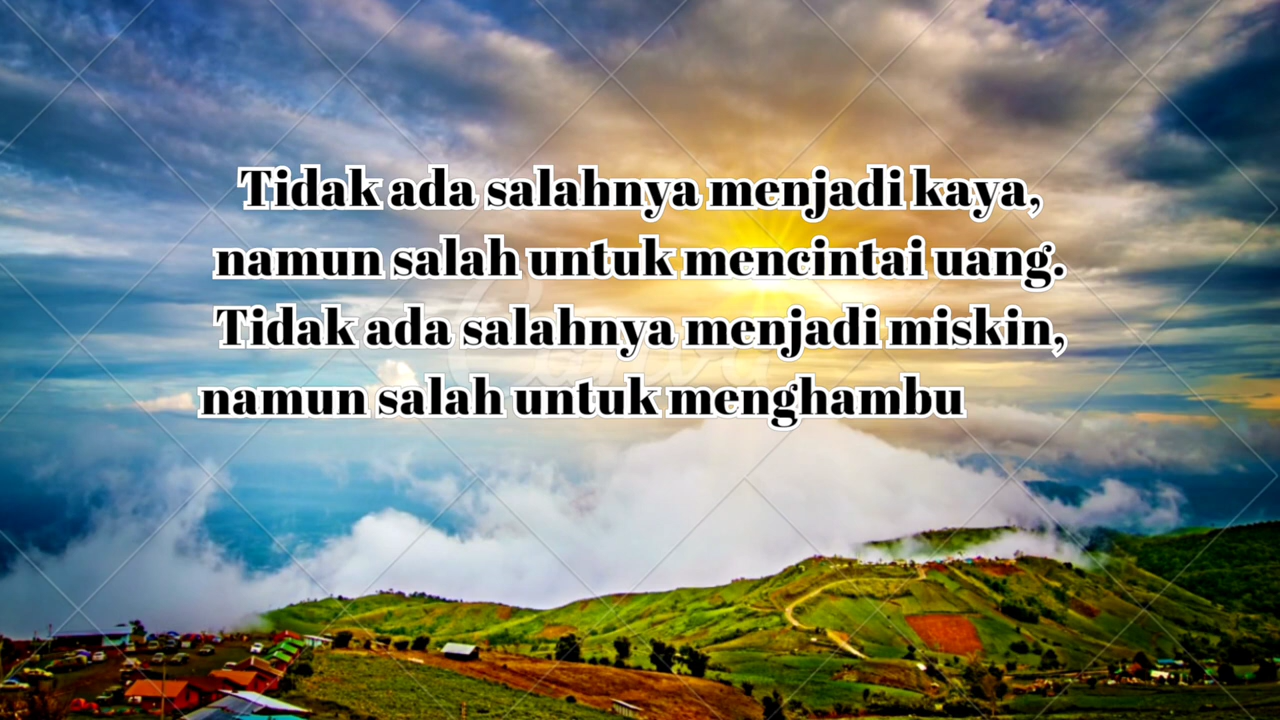 Tidak ada salahnya menjadi kaya,
namun salah untuk mencintai uang.
Tidak ada salahnya menjadi miskin,
namun salah untuk menghambu
Canva